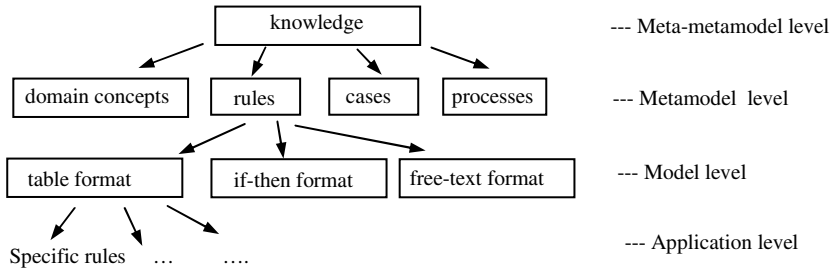 knowledge --- Meta-metamodel level
domain concepts rules cases processes --- Metamodel level
table format if-then format free-text format --- Model level
Specific rules … …. --- Application level